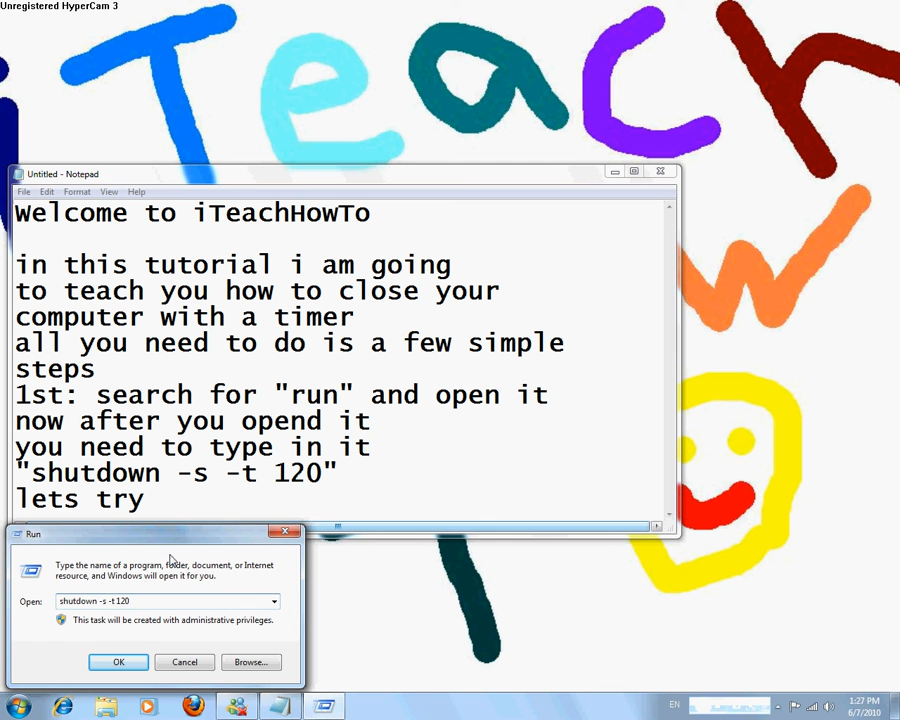 Unregistered HyperCam 3
iTeach
w
Untitled - Notepad
File Edit Format View Help
Welcome to iTeachHowTo
in this tutorial i am going
to teach you how to close your
computer with a timer
all you need to do is a few simple
steps
1st: search for "run" and open it
now after you opend it
you need to type in it
"shutdown -s -t 120"
lets try
Run
Type the name of a program, folder, document, or Internet
resource, and Windows will open it for you.
Open: shutdown -s -t 120
This task will be created with administrative privileges.
OK Cancel Browse...
EN
1:27 PM
6/7/2010